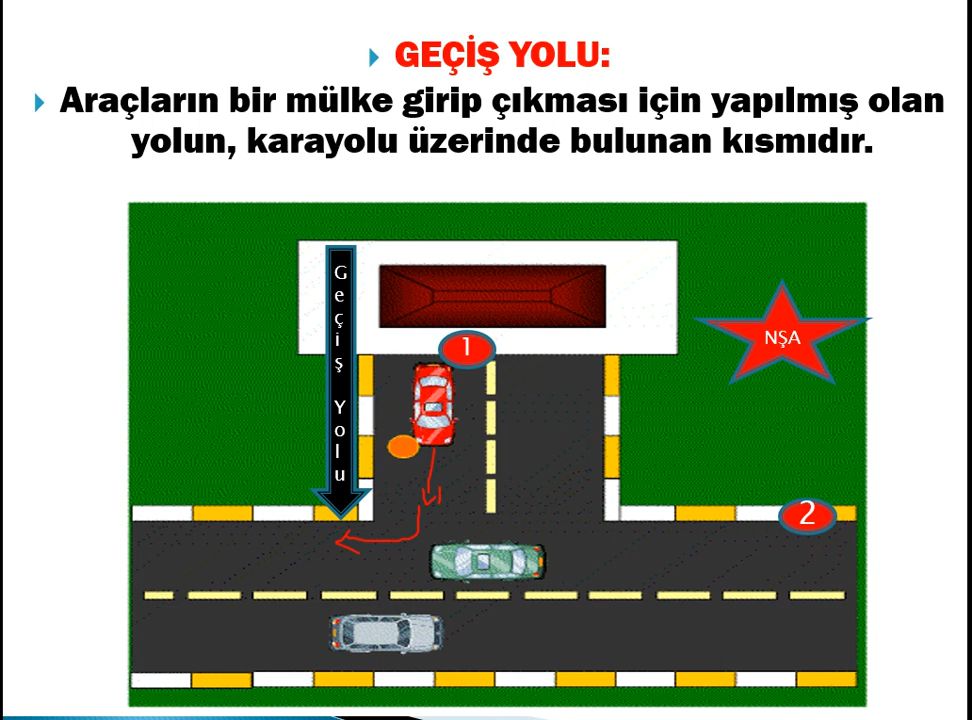 GEÇİŞ YOLU:
Araçların bir mülke girip çıkması için yapılmış olan
yolun, karayolu üzerinde bulunan kısmıdır.
Geçiş Yolu
1
NŞA
2